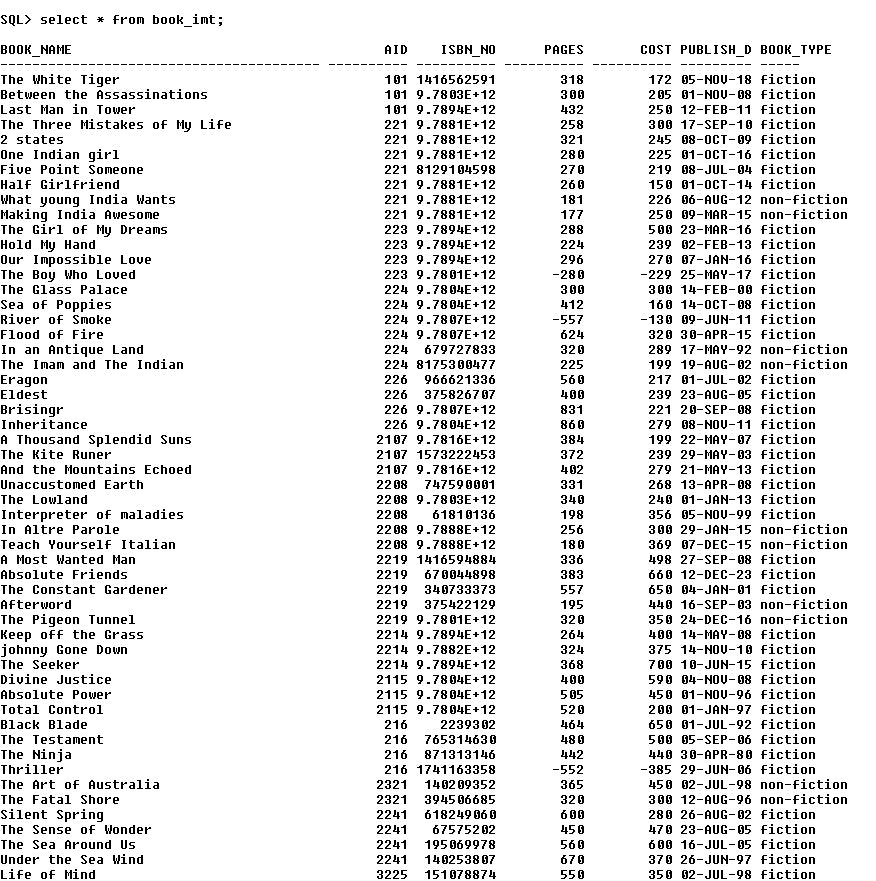 SQL> select * from book_imt;
BOOK_NAME AID ISBN_NO PAGES COST PUBLISH_D BOOK_TYPE
---------------------------------------- ---------- ---------- ---------- ---------- --------- -----
The White Tiger 101 1416562591 318 172 05-NOV-18 fiction
Between the Assassinations 101 9.7803E+12 300 205 01-NOV-08 fiction
Last Man in Tower 101 9.7894E+12 432 250 12-FEB-11 fiction
The Three Mistakes of My Life 221 9.7881E+12 258 300 17-SEP-10 fiction
2 states 221 9.7881E+12 321 245 08-OCT-09 fiction
One Indian girl 221 9.7881E+12 280 225 01-OCT-16 fiction
Five Point Someone 221 8129104598 270 219 08-JUL-04 fiction
Half Girlfriend 221 9.7881E+12 260 150 01-OCT-14 fiction
What young India Wants 221 9.7881E+12 181 226 06-AUG-12 non-fiction
Making India Awesome 221 9.7881E+12 177 250 09-MAR-15 non-fiction
The Girl of My Dreams 223 9.7894E+12 288 500 23-MAR-16 fiction
Hold My Hand 223 9.7894E+12 224 239 02-FEB-13 fiction
Our Impossible Love 223 9.7894E+12 296 270 07-JAN-16 fiction
The Boy Who Loved 223 9.7801E+12 -280 -229 25-MAY-17 fiction
The Glass Palace 224 9.7804E+12 300 300 14-FEB-00 fiction
Sea of Poppies 224 9.7804E+12 412 160 14-OCT-08 fiction
River of Smoke 224 9.7807E+12 -557 -130 09-JUN-11 fiction
Flood of Fire 224 9.7807E+12 624 320 30-APR-15 fiction
In an Antique Land 224 679727833 320 289 17-MAY-92 non-fiction
The Imam and The Indian 224 8175300477 225 199 19-AUG-02 non-fiction
Eragon 226 966621336 560 217 01-JUL-02 fiction
Eldest 226 375826707 400 239 23-AUG-05 fiction
Brisingr 226 9.7807E+12 831 221 20-SEP-08 fiction
Inheritance 226 9.7804E+12 860 279 08-NOV-11 fiction
A Thousand Splendid Suns 2107 9.7816E+12 384 199 22-MAY-07 fiction
The Kite Runer 2107 1573222453 372 239 29-MAY-03 fiction
And the Mountains Echoed 2107 9.7816E+12 402 279 21-MAY-13 fiction
Unaccustomed Earth 2208 747590001 331 268 13-APR-08 fiction
The Lowland 2208 9.7803E+12 340 240 01-JAN-13 fiction
Interpreter of maladies 2208 61810136 198 356 05-NOV-99 fiction
In Altre Parole 2208 9.7888E+12 256 300 29-JAN-15 non-fiction
Teach Yourself Italian 2208 9.7888E+12 180 369 07-DEC-15 non-fiction
A Most Wanted Man 2219 1416594884 336 498 27-SEP-08 fiction
Absolute Friends 2219 670044898 383 660 12-DEC-23 fiction
The Constant Gardener 2219 340733373 557 650 04-JAN-01 fiction
Afterword 2219 375422129 195 440 16-SEP-03 non-fiction
The Pigeon Tunnel 2219 9.7801E+12 320 350 24-DEC-16 non-fiction
Keep off the Grass 2214 9.7894E+12 264 400 14-MAY-08 fiction
johnny Gone Down 2214 9.7882E+12 324 375 14-NOV-10 fiction
The Seeker 2214 9.7894E+12 368 700 10-JUN-15 fiction
Divine Justice 2115 9.7804E+12 400 590 04-NOV-08 fiction
Absolute Power 2115 9.7804E+12 505 450 01-NOV-96 fiction
Total Control 2115 9.7804E+12 520 200 01-JAN-97 fiction
Black Blade 216 2239302 464 650 01-JUL-92 fiction
The Testament 216 765314630 480 500 05-SEP-06 fiction
The Ninja 216 871313146 442 440 30-APR-80 fiction
Thriller 216 1741163358 -552 -385 29-JUN-06 fiction
The Art of Australia 2321 140209352 365 450 02-JUL-98 non-fiction
The Fatal Shore 2321 394506685 320 300 12-AUG-96 non-fiction
Silent Spring 2241 618249060 600 280 26-AUG-02 fiction
The Sense of Wonder 2241 67575202 450 470 23-AUG-05 fiction
The Sea Around Us 2241 195069978 560 600 16-JUL-05 fiction
Under the Sea Wind 2241 140253807 670 370 26-JUN-97 fiction
Life of Mind 3225 151078874 550 350 02-JUL-98 fiction